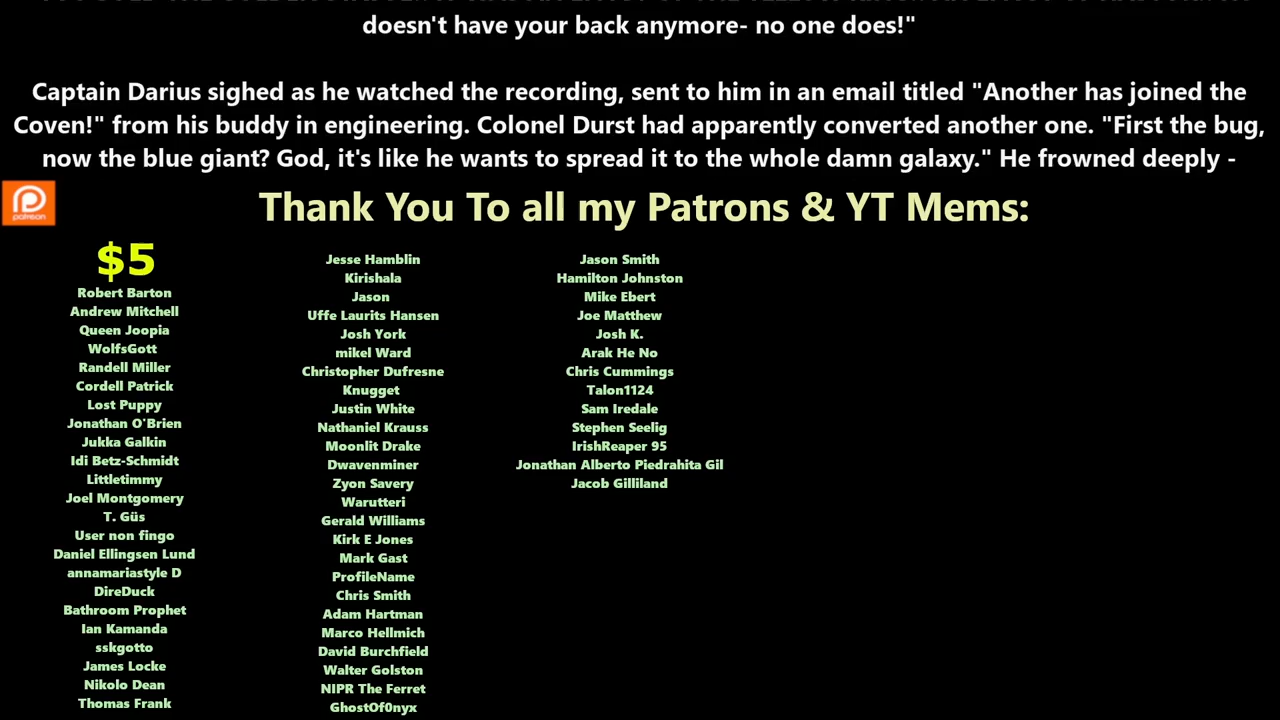 doesn't have your back anymore- no one does!"
Captain Darius sighed as he watched the recording, sent to him in an email titled "Another has joined the
Coven!" from his buddy in engineering. Colonel Durst had apparently converted another one. "First the bug,
now the blue giant? God, it's like he wants to spread it to the whole damn galaxy." He frowned deeply -
patreon
Thank You To all my Patrons & YT Mems:
$5
Robert Barton
Andrew Mitchell
Queen Joopia
WolfsGott
Randell Miller
Cordell Patrick
Lost Puppy
Jonathan O'Brien
Jukka Galkin
Idi Betz-Schmidt
Littletimmy
Joel Montgomery
T. Güs
User non fingo
Daniel Ellingsen Lund
annamariastyle D
DireDuck
Bathroom Prophet
Ian Kamanda
sskgotto
James Locke
Nikolo Dean
Thomas Frank
Jesse Hamblin
Kirishala
Jason
Uffe Laurits Hansen
Josh York
mikel Ward
Christopher Dufresne
Knugget
Justin White
Nathaniel Krauss
Moonlit Drake
Dwavenminer
Zyon Savery
Warutteri
Gerald Williams
Kirk E Jones
Mark Gast
ProfileName
Chris Smith
Adam Hartman
Marco Hellmich
David Burchfield
Walter Golston
NIPR The Ferret
GhostOf0nyx
Jason Smith
Hamilton Johnston
Mike Ebert
Joe Matthew
Josh K.
Arak He No
Chris Cummings
Talon1124
Sam Iredale
Stephen Seelig
IrishReaper 95
Jonathan Alberto Piedrahita Gil
Jacob Gilliland